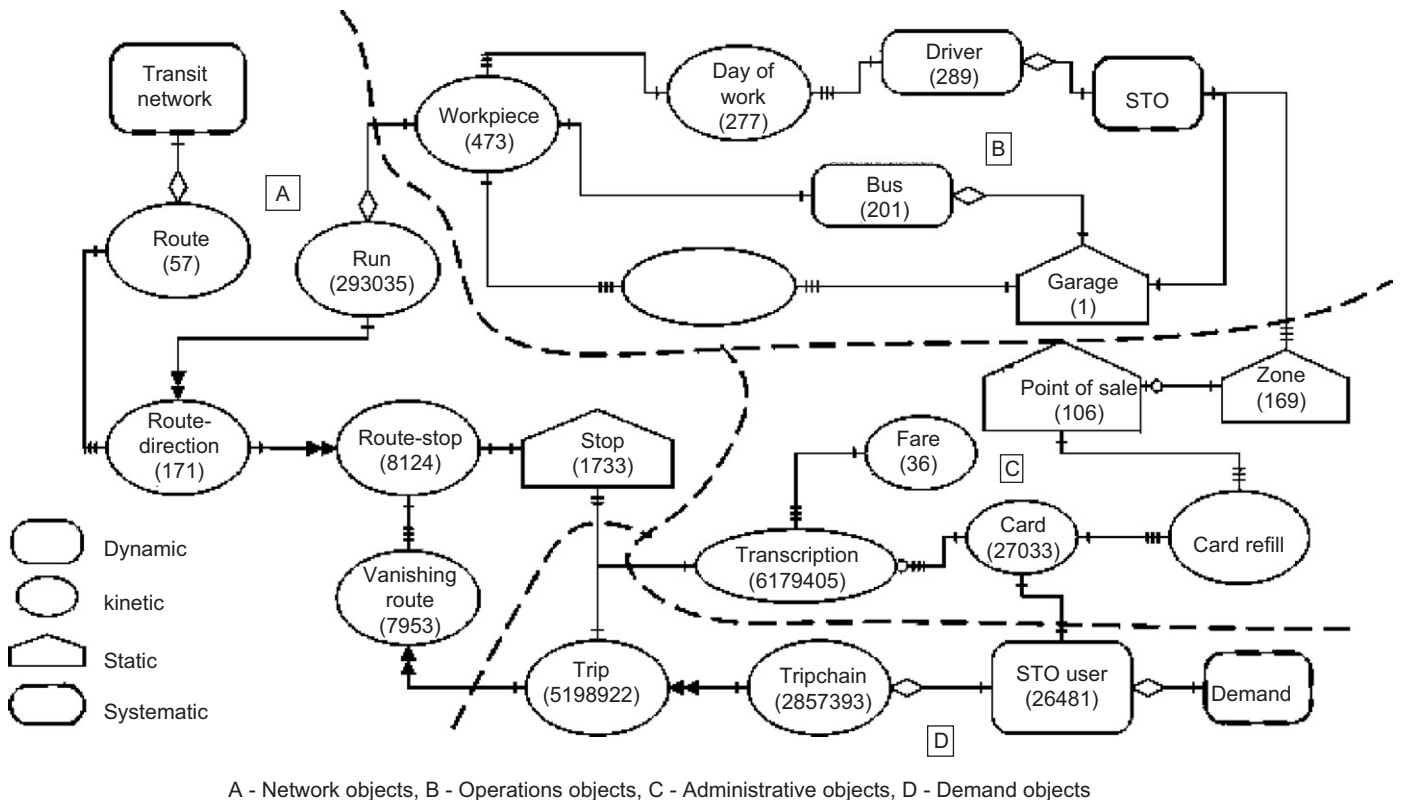 Transit
network
A
Route
(57)
Run
(293035)
Workpiece
(473)
Day of
work
(277)
Driver
(289)
STO
B
Bus
(201)
Garage
(1)
Route-
direction
(171)
Route-stop
(8124)
Stop
(1733)
Vanishing
route
(7953)
Point of sale
(106)
Zone
(169)
Fare
(36)
C
Transcription
(6179405)
Card
(27033)
Card refill
Trip
(5198922)
Tripchain
(2857393)
STO user
(26481)
Demand
D
Dynamic
kinetic
Static
Systematic
A - Network objects, B - Operations objects, C - Administrative objects, D - Demand objects